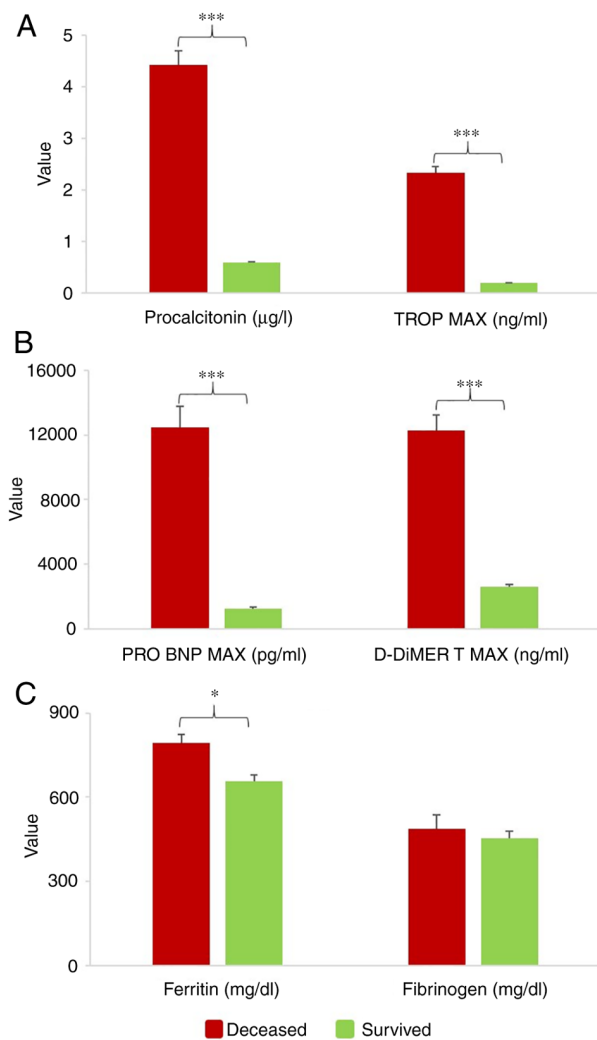 A
***
5
4
***
3
2
1
0
Value
Procalcitonin (μg/l) TROP MAX (ng/ml)
B
16000
***
***
12000
8000
4000
0
Value
PRO BNP MAX (pg/ml) D-DiMER T MAX (ng/ml)
C
900
*
600
300
0
Value
Ferritin (mg/dl) Fibrinogen (mg/dl)
Deceased Survived